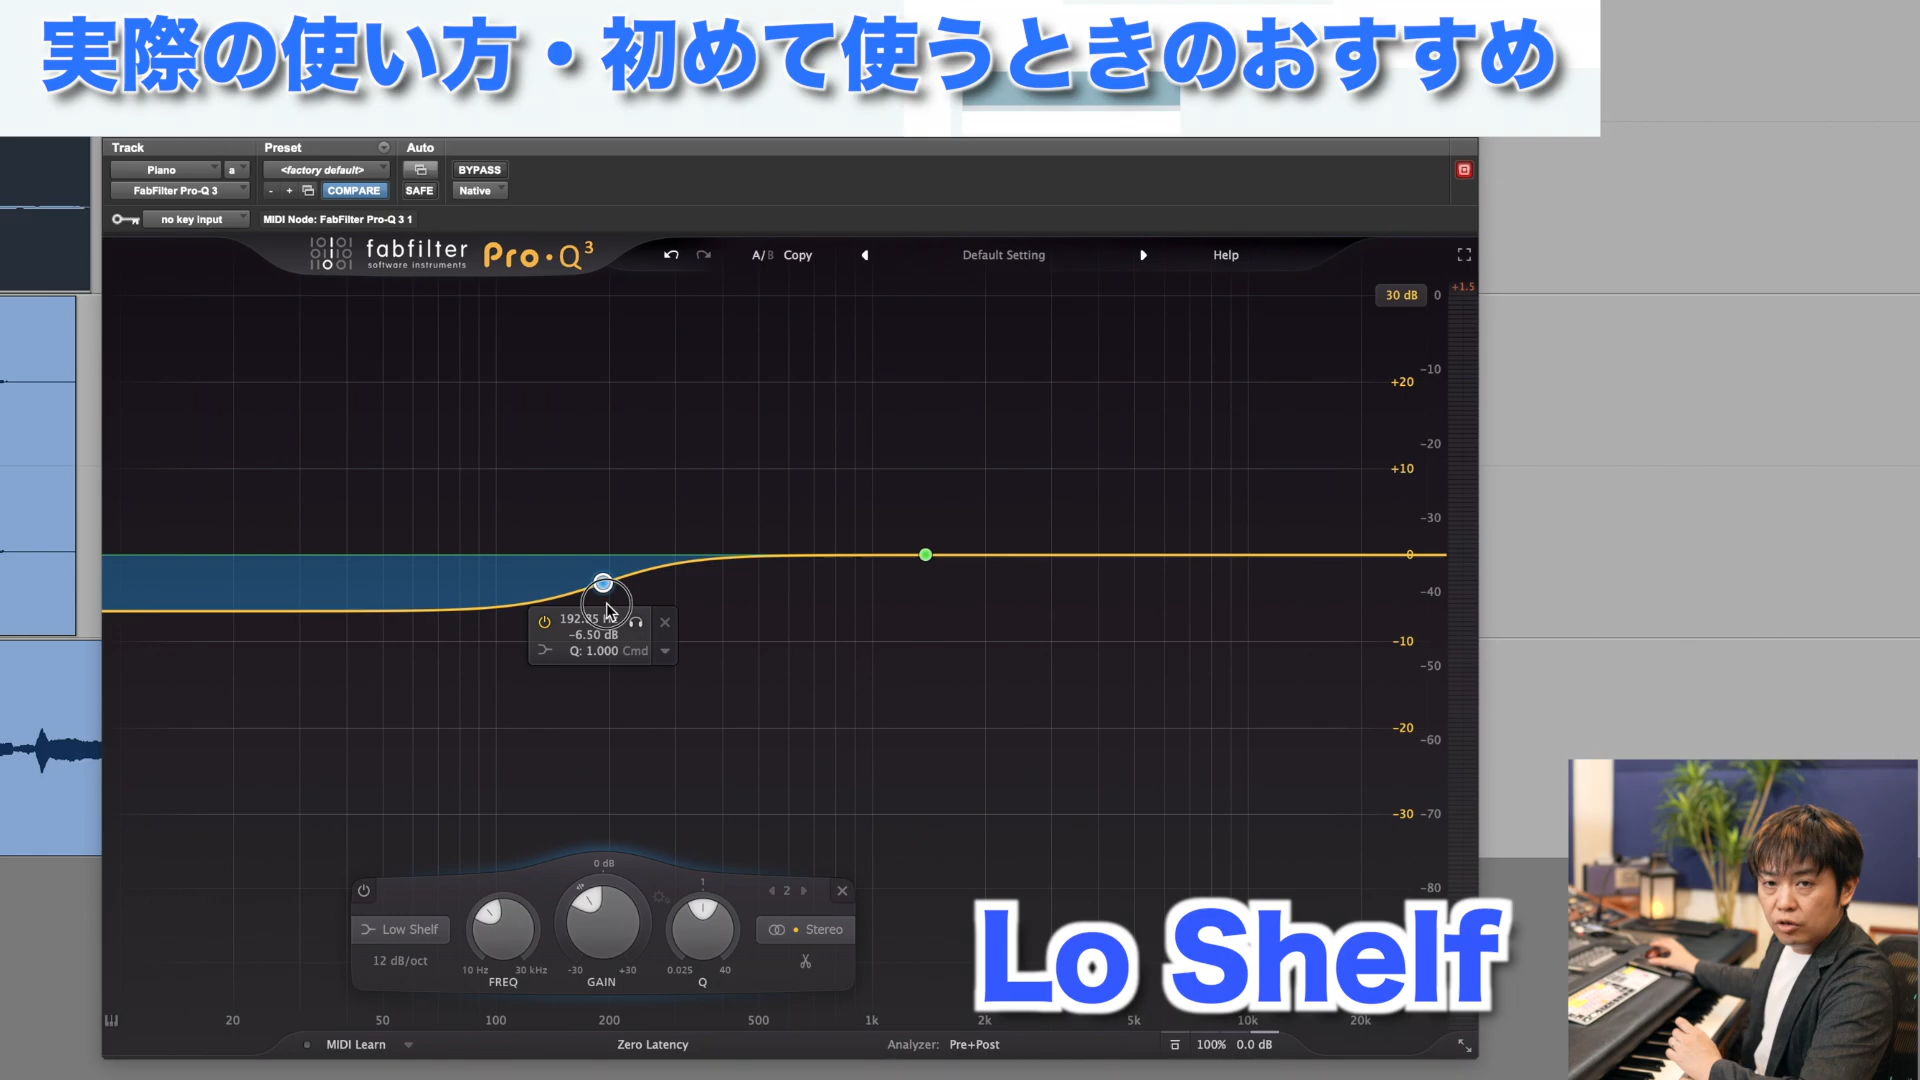 実際の使い方・初めて使うときのおすすめ
Track
Preset
Auto
Piano
a
<factory default>
BYPASS
FabFilter Pro-Q 3
- +
COMPARE
SAFE
Native
no key input
MIDI Node: FabFilter Pro-Q 3 1
fabfilter
software instruments
Pro·Q3
A/B
Copy
Default Setting
Help
30 dB
0
+1.5
-10
+20
-20
+10
-30
0
-40
-10
-50
-20
-60
-30
-70
-80
-6.50 dB
Q: 1.000 Cmd
0 dB
1
2
Low Shelf
12 dB/oct
10 Hz
30 kHz
FREQ
-30
+30
GAIN
0.025
40
Q
Stereo
Lo Shelf
20
50
100
200
500
1k
2k
5k
10k
20k
MIDI Learn
Zero Latency
Analyzer:
Pre+Post
100%
0.0 dB